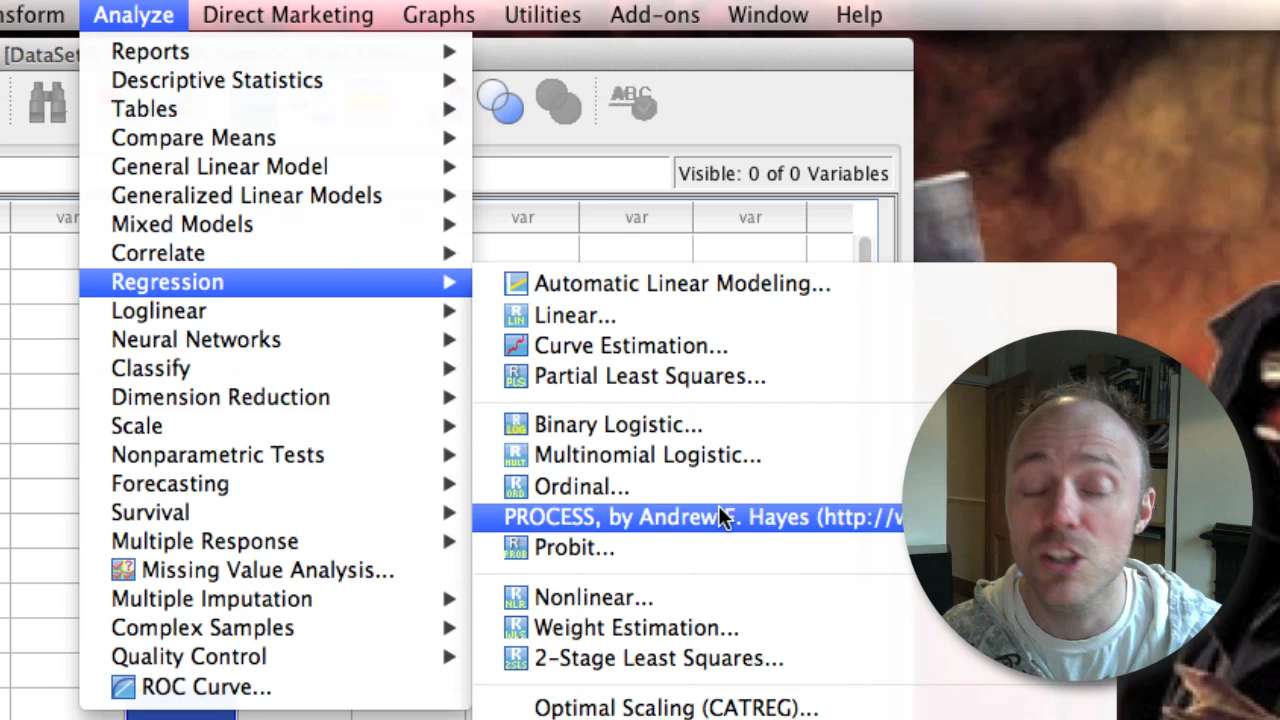 nsform Analyze Direct Marketing Graphs Utilities Add-ons Window Help
[DataSet
Visible: 0 of 0 Variables
var var var var
Reports
Descriptive Statistics
Tables
Compare Means
General Linear Model
Generalized Linear Models
Mixed Models
Correlate
Regression
Loglinear
Neural Networks
Classify
Dimension Reduction
Scale
Nonparametric Tests
Forecasting
Survival
Multiple Response
Missing Value Analysis...
Multiple Imputation
Complex Samples
Quality Control
ROC Curve...
Automatic Linear Modeling...
Linear...
Curve Estimation...
Partial Least Squares...
Binary Logistic...
Multinomial Logistic...
Ordinal...
PROCESS, by Andrew F. Hayes (http://w
Probit...
Nonlinear...
Weight Estimation...
2-Stage Least Squares...
Optimal Scaling (CATREG)...